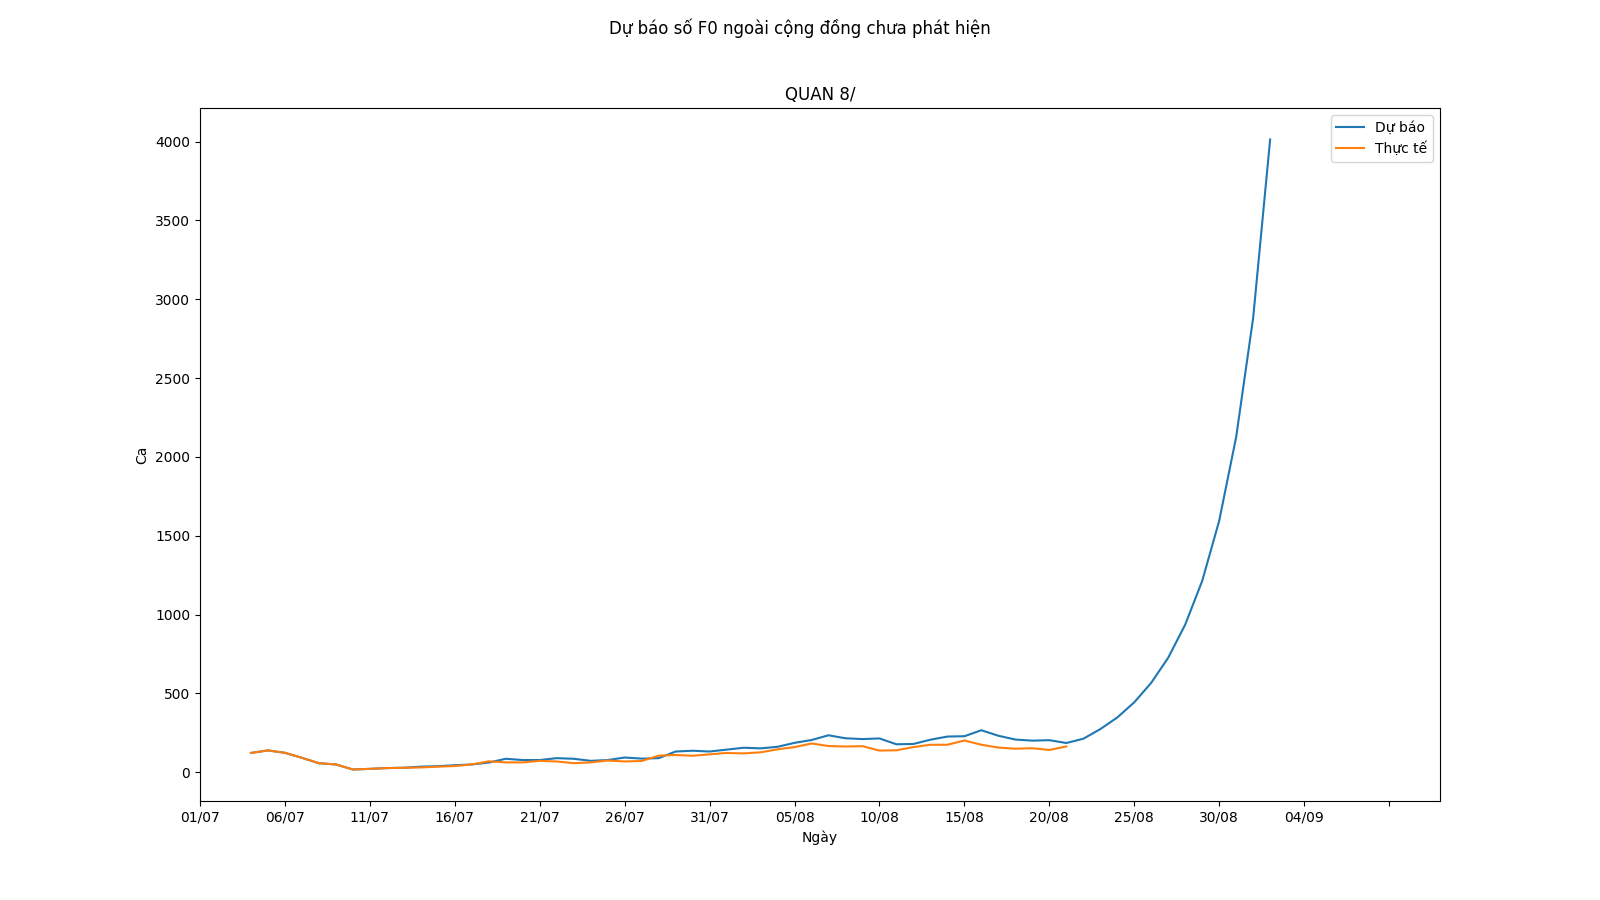 Dự báo số F0 ngoài cộng đồng chưa phát hiện
QUAN 8/
Dự báo
Thực tế
4000
3500
3000
2500
2000
1500
1000
500
0
Ca
01/07 06/07 11/07 16/07 21/07 26/07 31/07 05/08 10/08 15/08 20/08 25/08 30/08 04/09
Ngày